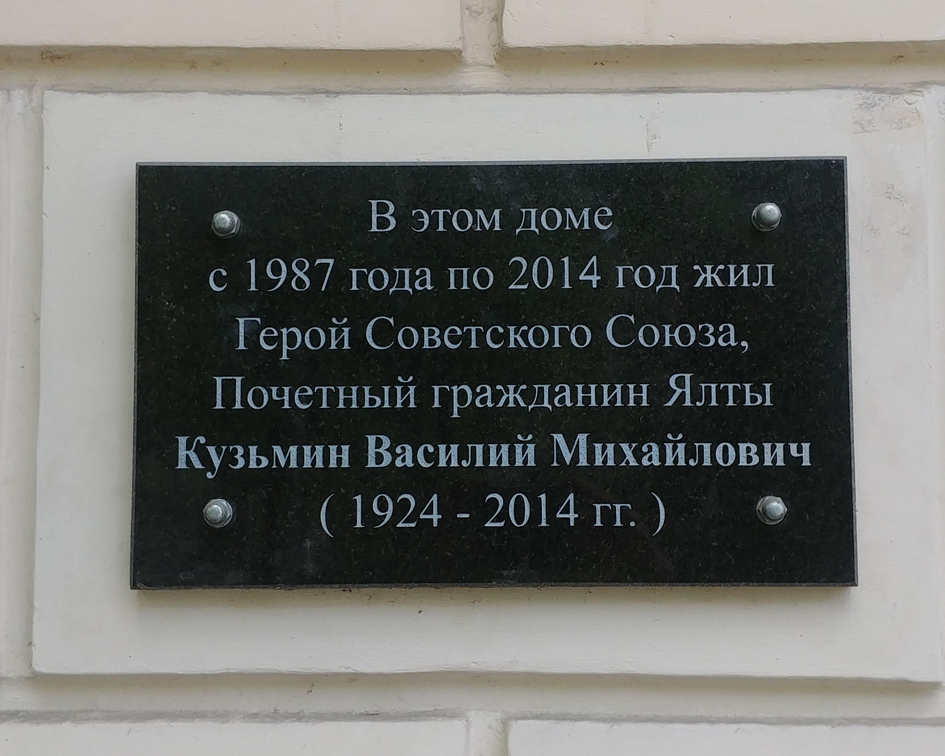 В этом доме
с 1987 года по 2014 год жил
Герой Советского Союза,
Почетный гражданин Ялты
Кузьмин Василий Михайлович
( 1924 - 2014 гг. )